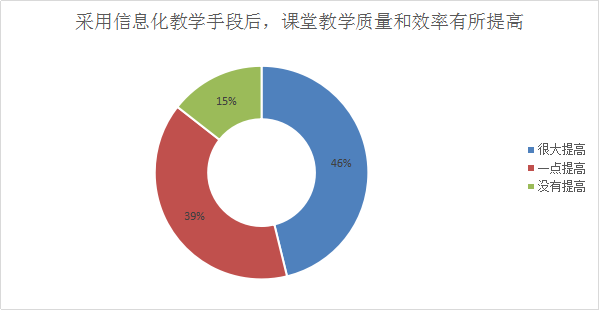 采用信息化教学手段后，课堂教学质量和效率有所提高
15%
46%
39%
很大提高
一点提高
没有提高